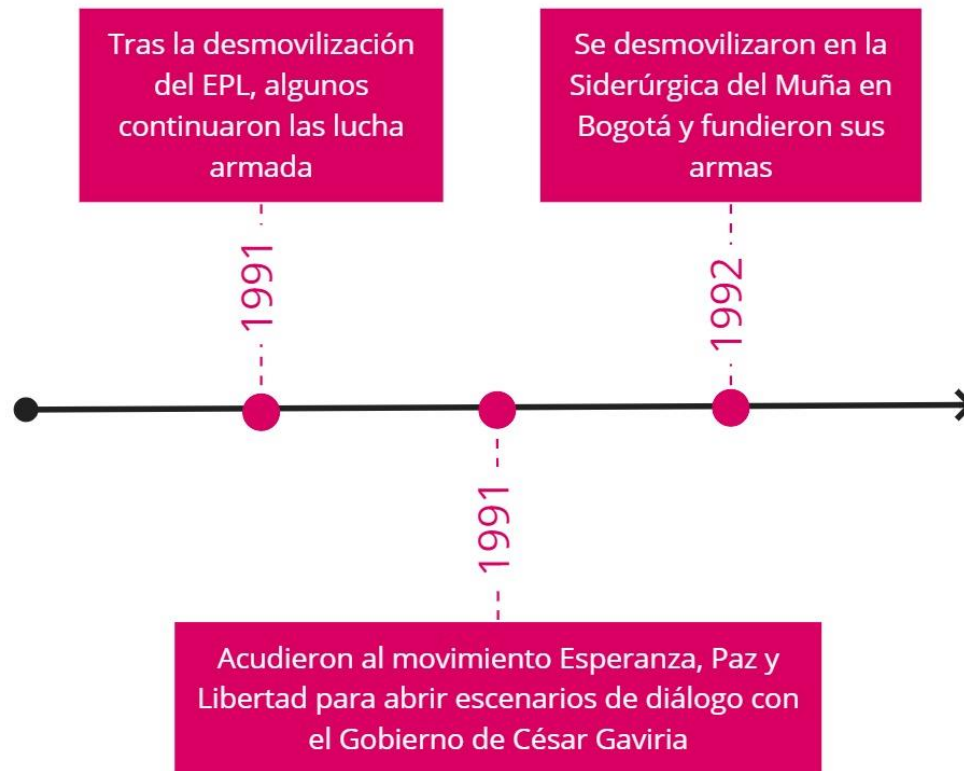 Tras la desmovilización
del EPL, algunos
continuaron las lucha
armada
1991
Acudieron al movimiento Esperanza, Paz y
Libertad para abrir escenarios de diálogo con
el Gobierno de César Gaviria
1991
Se desmovilizaron en la
Siderúrgica del Muña en
Bogotá y fundieron sus
armas
1992